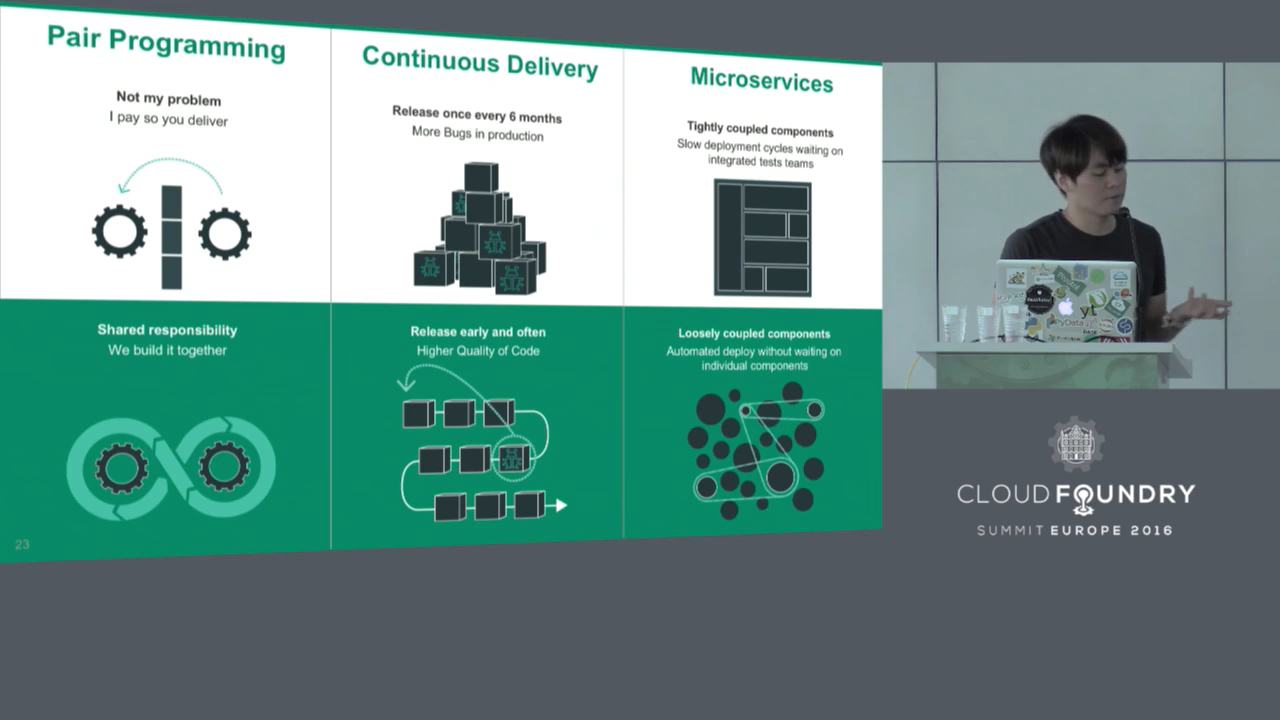 Pair Programming
Not my problem
I pay so you deliver
Shared responsibility
We build it together
23
Continuous Delivery
Release once every 6 months
More Bugs in production
Release early and often
Higher Quality of Code
Microservices
Tightly coupled components
Slow deployment cycles waiting on
integrated tests teams
Loosely coupled components
Automated deploy without waiting on
individual components
PyData
CLOUD FOUNDRY
SUMMIT EUROPE 2016